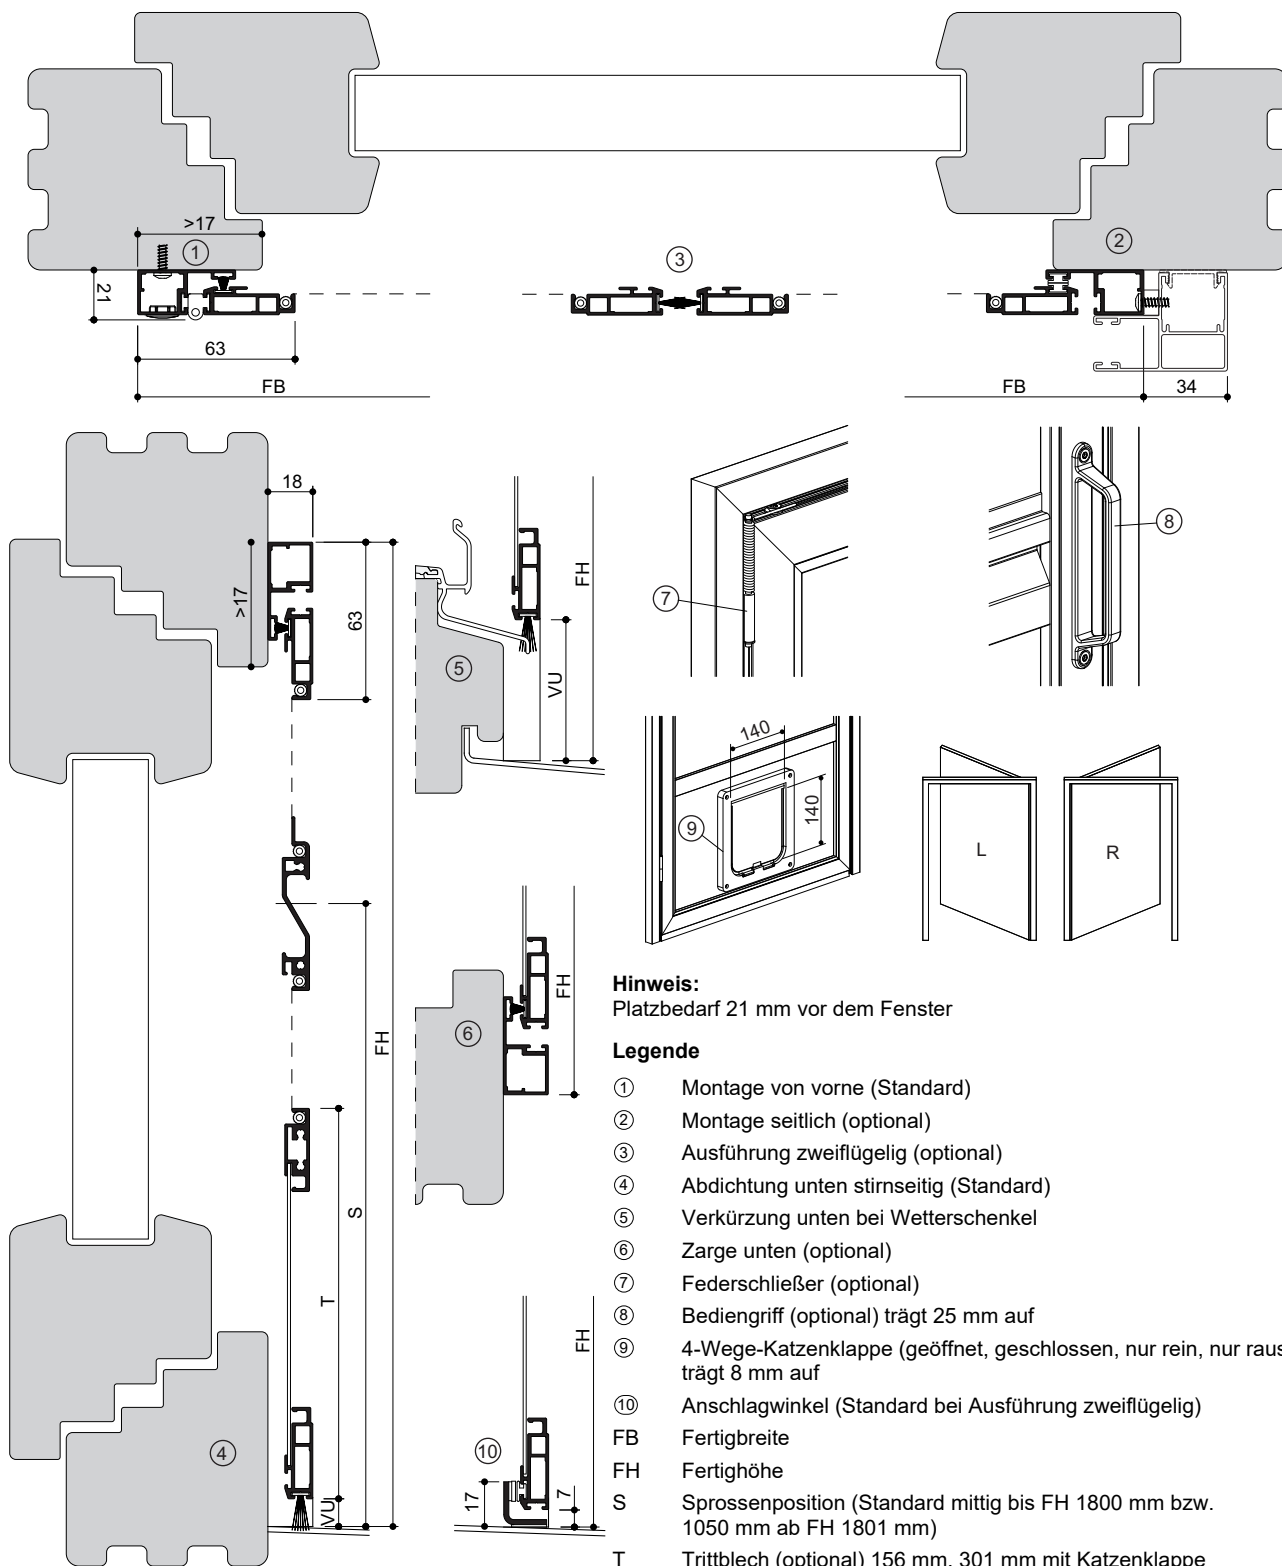 >17
1
2
3
21
63
FB
FB
34
18
>17
63
FH
5
VU
FH
7
8
140
140
9
L
R
6
FH
S
T
4
VU
10
17
7
FH
Hinweis:
Platzbedarf 21 mm vor dem Fenster
Legende
1 Montage von vorne (Standard)
2 Montage seitlich (optional)
3 Ausführung zweiflügelig (optional)
4 Abdichtung unten stirnseitig (Standard)
5 Verkürzung unten bei Wetterschenkel
6 Zarge unten (optional)
7 Federschließer (optional)
8 Bediengriff (optional) trägt 25 mm auf
9 4-Wege-Katzenklappe (geöffnet, geschlossen, nur rein, nur raus
trägt 8 mm auf
10 Anschlagwinkel (Standard bei Ausführung zweiflügelig)
FB Fertigbreite
FH Fertighöhe
S Sprossenposition (Standard mittig bis FH 1800 mm bzw.
1050 mm ab FH 1801 mm)
T Trittblech (optional) 156 mm, 301 mm mit Katzenklappe